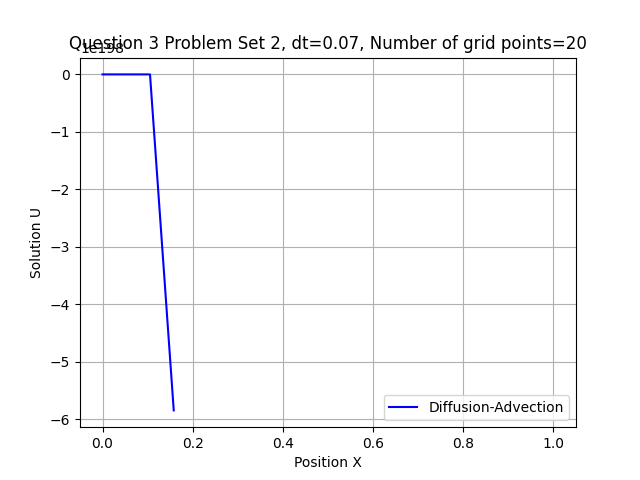 Question 3 Problem Set 2, dt=0.07, Number of grid points=20
1e198
0
−1
−2
−3
−4
−5
−6
Solution U
Diffusion-Advection
0.0 0.2 0.4 0.6 0.8 1.0
Position X